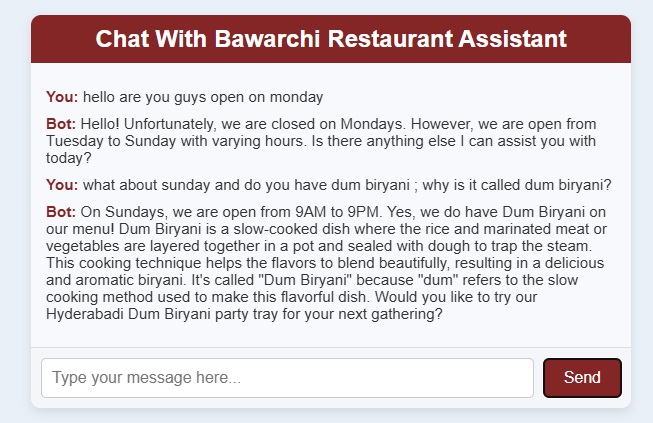 Chat With Bawarchi Restaurant Assistant
You: hello are you guys open on monday
Bot: Hello! Unfortunately, we are closed on Mondays. However, we are open from
Tuesday to Sunday with varying hours. Is there anything else I can assist you with
today?
You: what about sunday and do you have dum biryani ; why is it called dum biryani?
Bot: On Sundays, we are open from 9AM to 9PM. Yes, we do have Dum Biryani on
our menu! Dum Biryani is a slow-cooked dish where the rice and marinated meat or
vegetables are layered together in a pot and sealed with dough to trap the steam.
This cooking technique helps the flavors to blend beautifully, resulting in a delicious
and aromatic biryani. It's called "Dum Biryani" because "dum" refers to the slow
cooking method used to make this flavorful dish. Would you like to try our
Hyderabadi Dum Biryani party tray for your next gathering?
Type your message here...
Send